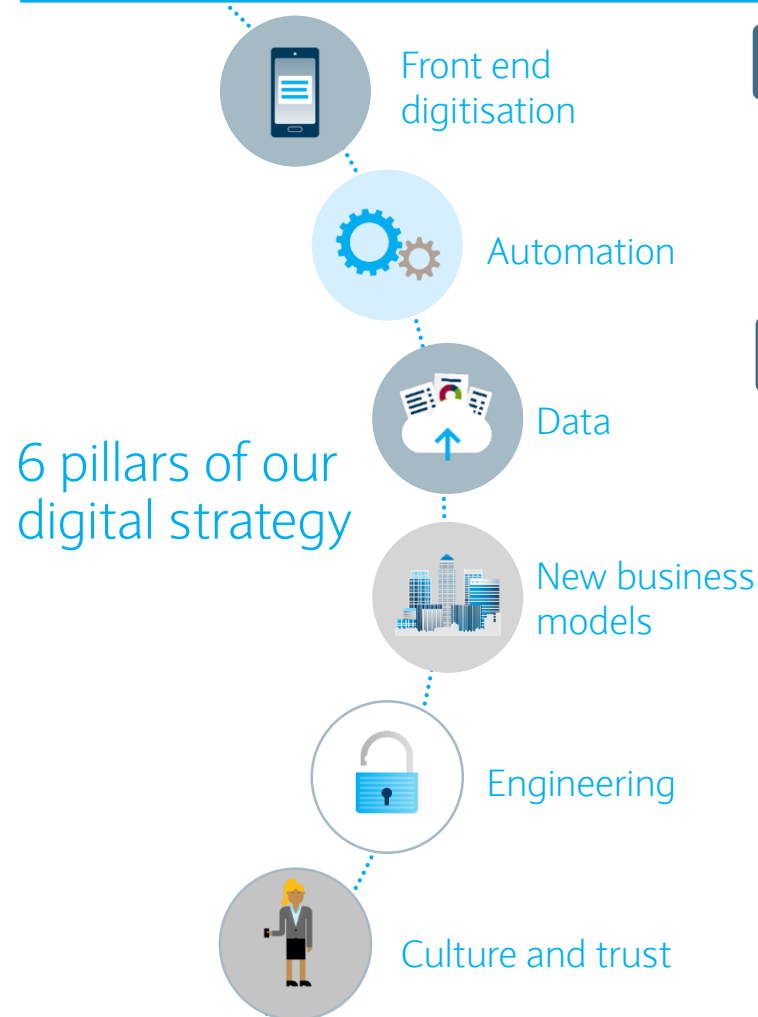 Front end
digitisation
Automation
Data
6 pillars of our
digital strategy
New business
models
Engineering
Culture and trust